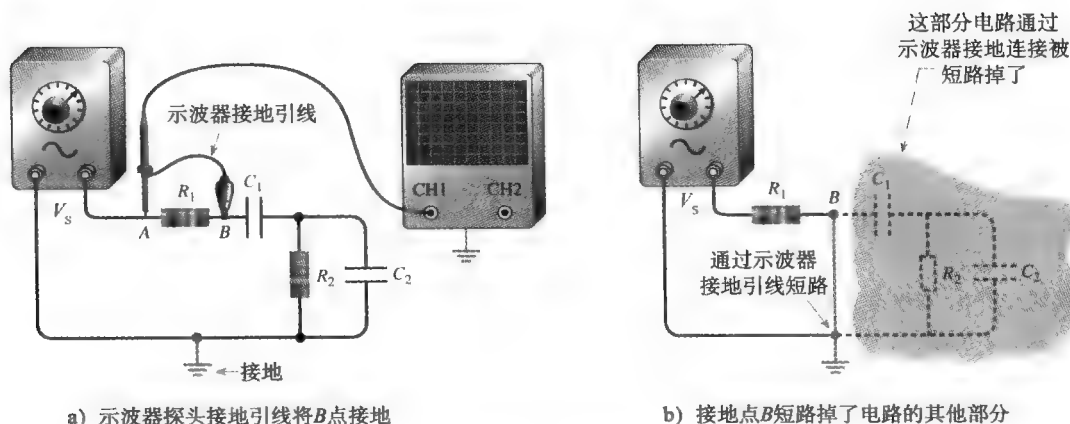 示波器接地引线
V_S
R_1
C_1
A
B
R_2
C_2
CH1
CH2
接地
a) 示波器探头接地引线将B点接地
这部分电路通过
示波器接地连接被
短路掉了
V_S
R_1
B
C_1
R_2
C_2
通过示波器
接地引线短路
b) 接地点B短路掉了电路的其他部分